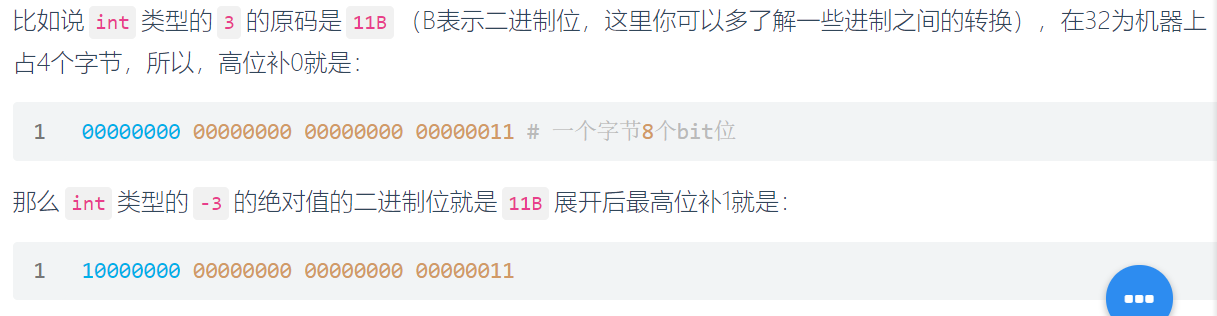 比如说 int 类型的 3 的原码是 11B （B表示二进制位，这里你可以多了解一些进制之间的转换），在32为机器上
占4个字节，所以，高位补0就是：
1 00000000 00000000 00000000 00000011 # 一个字节8个bit位
那么 int 类型的 -3 的绝对值的二进制位就是 11B 展开后最高位补1就是：
1 10000000 00000000 00000000 00000011